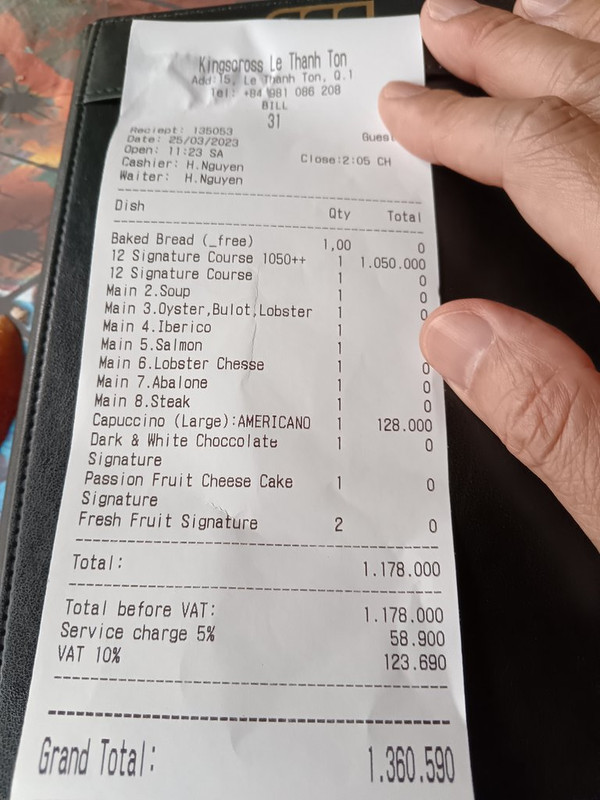 Kingscross Le Thanh Ton
Add:15, Le Thanh Ton, Q.1
Tel: +84 981 086 208
BILL
31
Reciept: 135053
Date: 25/03/2023
Open: 11:23 SA
Close:2:05 CH
Cashier: H.Nguyen
Waiter: H.Nguyen
Dish Qty Total
Baked Bread (_free) 1,00 0
12 Signature Course 1050++ 1 1.050.000
12 Signature Course 1 0
Main 2.Soup 1 0
Main 3.Oyster,Bulot,Lobster 1 0
Main 4.Iberico 1
Main 5.Salmon 1
Main 6.Lobster Chesse 1 0
Main 7.Abalone 1 0
Main 8.Steak 1 0
Capuccino (Large):AMERICANO 1 128.000
Dark & White Choccolate 1 0
Signature
Passion Fruit Cheese Cake 1 0
Signature
Fresh Fruit Signature 2 0
Total: 1.178.000
Total before VAT: 1.178.000
Service charge 5% 58.900
VAT 10% 123.690
Grand Total: 1.360.590